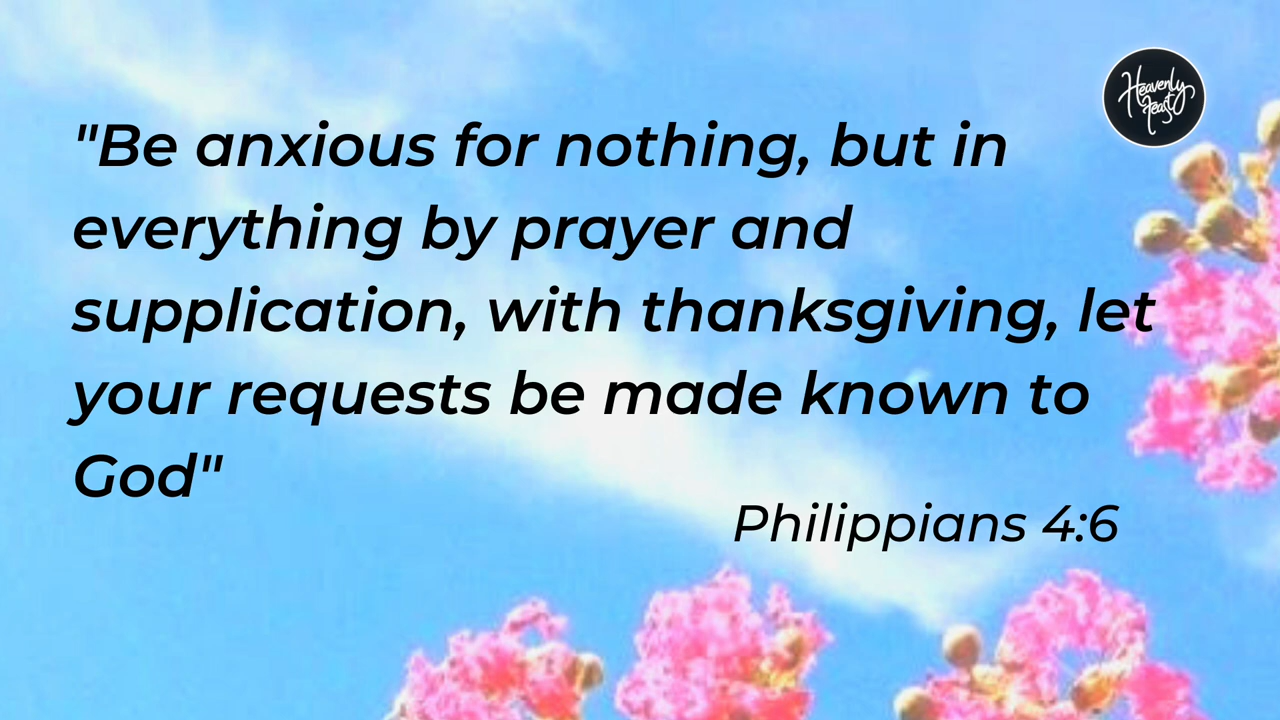 Heavenly
feast
"Be anxious for nothing, but in
everything by prayer and
supplication, with thanksgiving, let
your requests be made known to
God"
Philippians 4:6